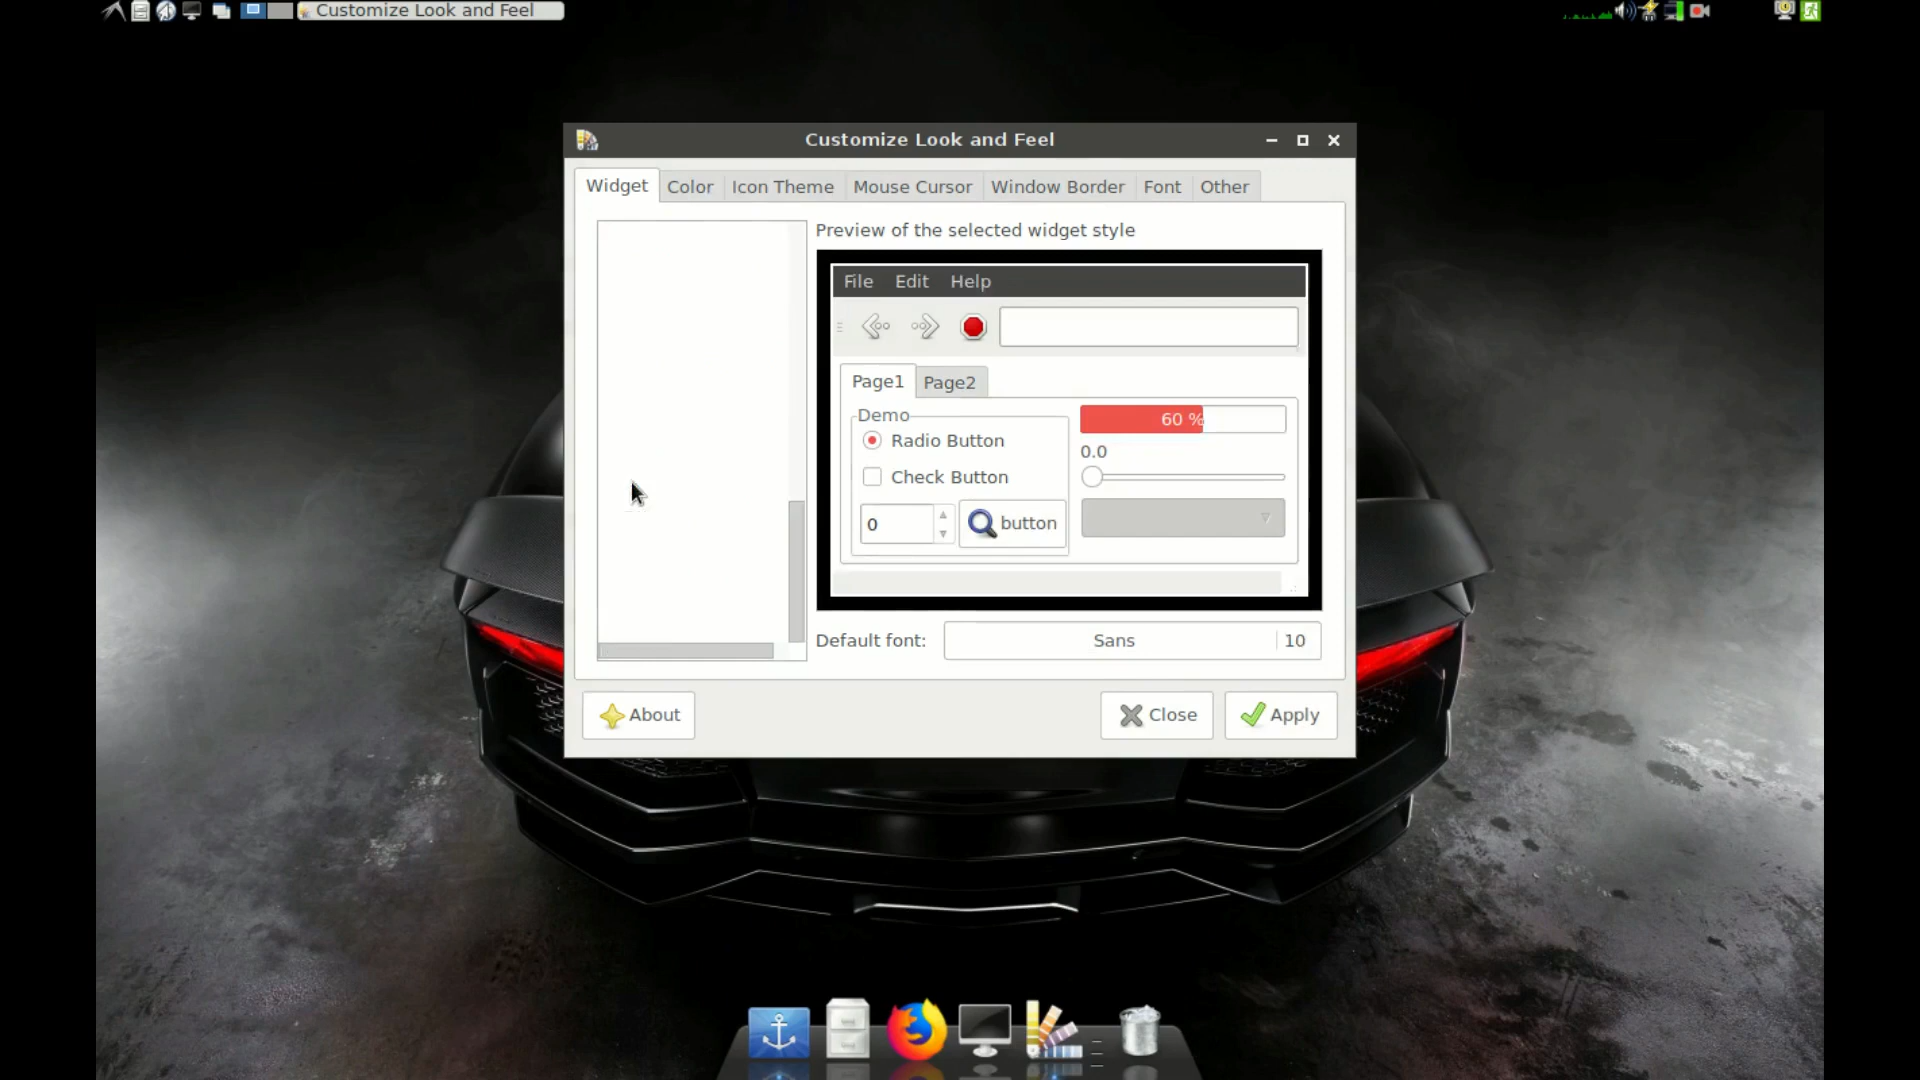 Customize Look and Feel
Customize Look and Feel
Widget Color Icon Theme Mouse Cursor Window Border Font Other
Preview of the selected widget style
File Edit Help
Page1 Page2
Demo
60 %
Radio Button
0.0
Check Button
0
button
Default font: Sans 10
About Close Apply